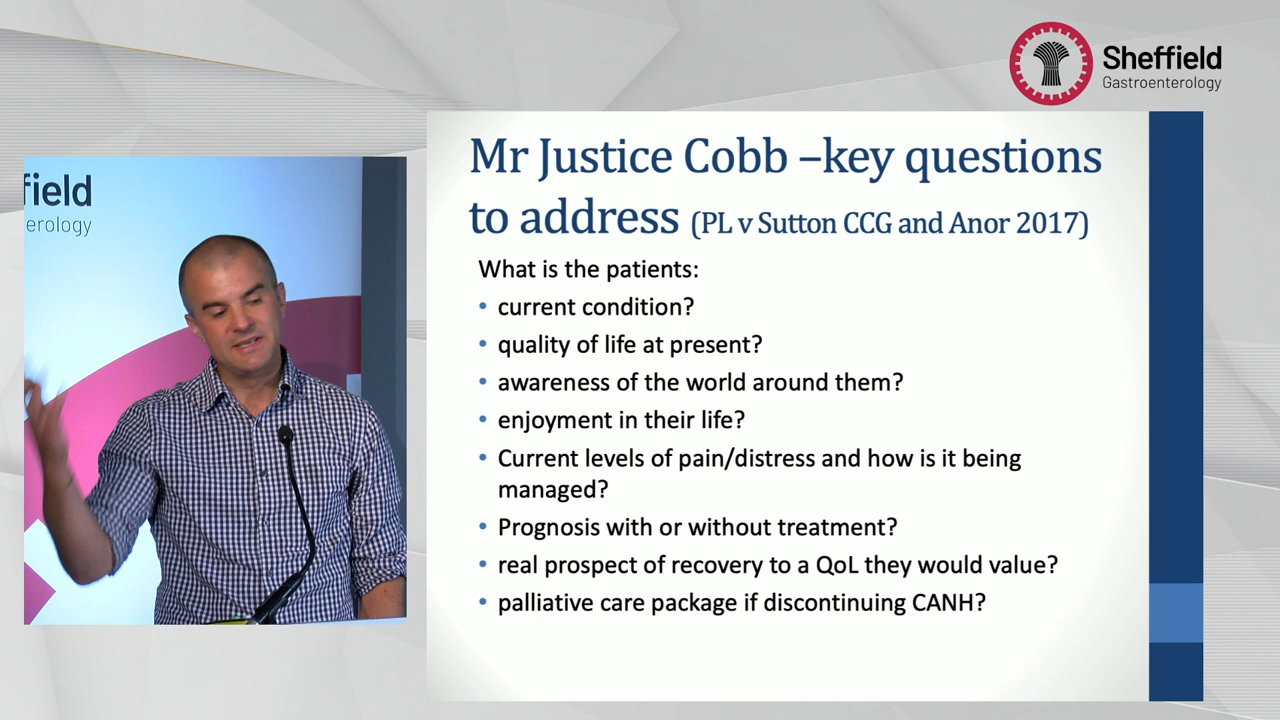 Sheffield
Gastroenterology
field
erology
Mr Justice Cobb –key questions
to address (PL v Sutton CCG and Anor 2017)
What is the patients:
• current condition?
• quality of life at present?
• awareness of the world around them?
• enjoyment in their life?
• Current levels of pain/distress and how is it being
managed?
• Prognosis with or without treatment?
• real prospect of recovery to a QoL they would value?
• palliative care package if discontinuing CANH?